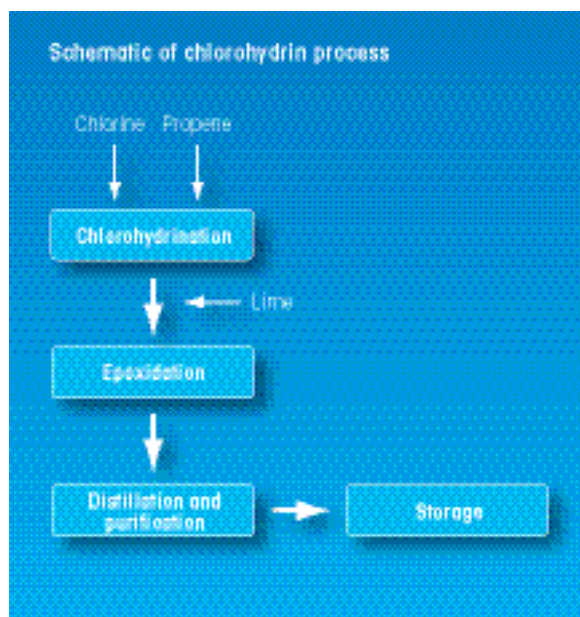 Schematic of chlorohydrin process
Chlorine Propene
Chlorohydrination
Lime
Epoxidation
Distillation and
purification
Storage